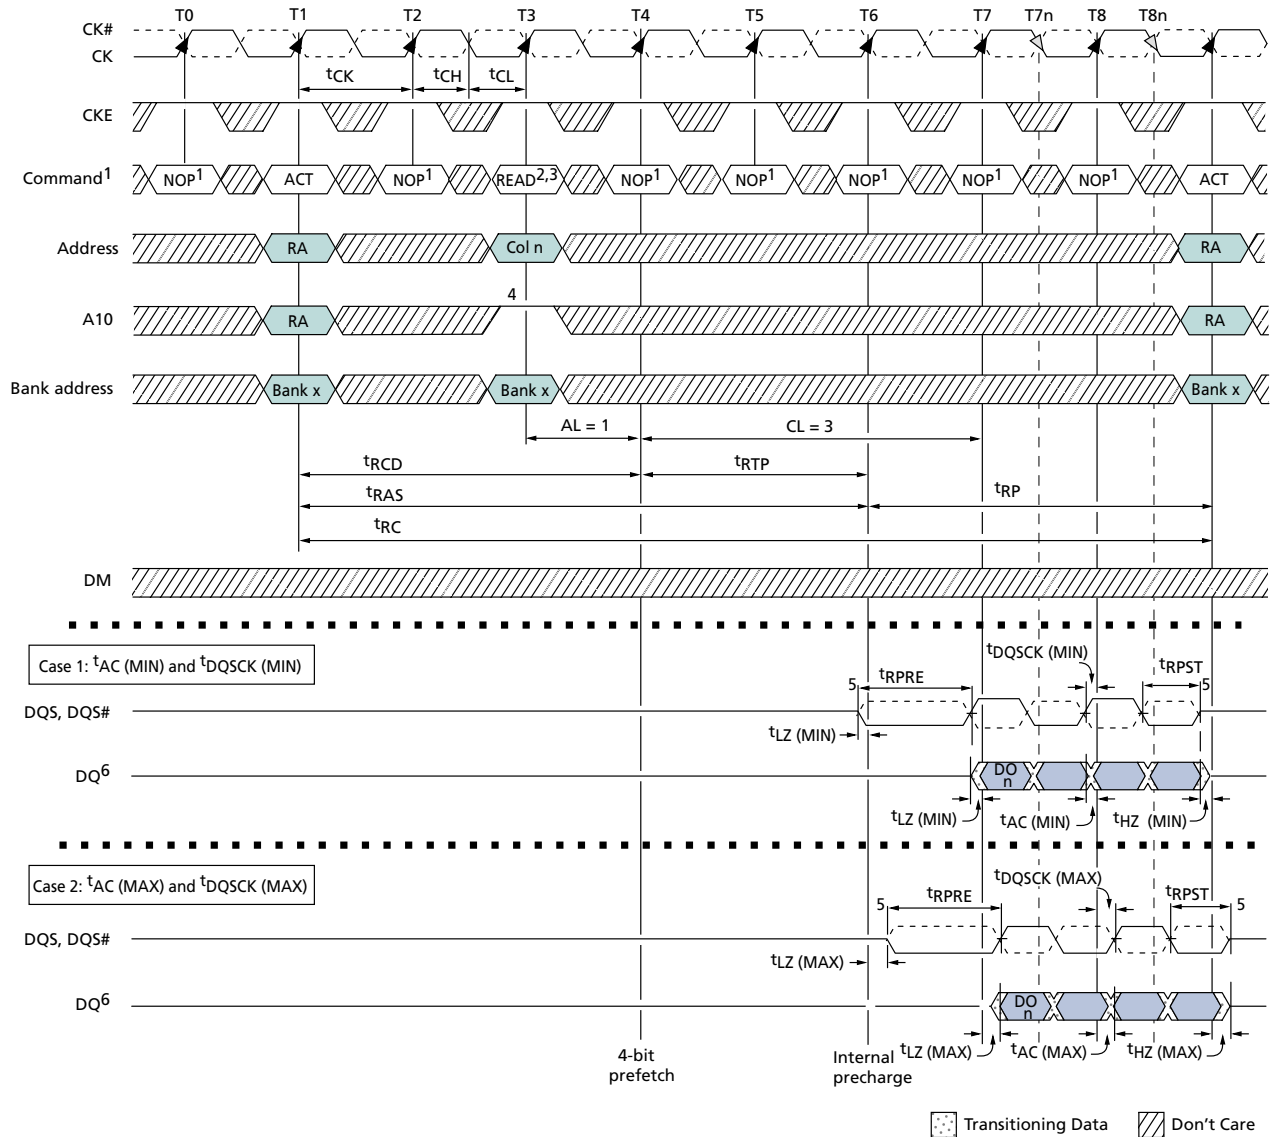 T0 T1 T2 T3 T4 T5 T6 T7 T7n T8 T8n
CK#
CK
tCK tCH tCL
CKE
Command1 NOP1 ACT NOP1 READ2,3 NOP1 NOP1 NOP1 NOP1 NOP1 ACT
Address RA Col n RA
4
A10 RA RA
Bank address Bank x Bank x Bank x
AL = 1 CL = 3
tRCD tRTP
tRAS tRP
tRC
DM
Case 1: tAC (MIN) and tDQSCK (MIN)
tDQSCK (MIN)
5 tRPRE tRPST 5
DQS, DQS#
tLZ (MIN)
DQ6 DO
n
tLZ (MIN) tAC (MIN) tHZ (MIN)
Case 2: tAC (MAX) and tDQSCK (MAX)
tDQSCK (MAX)
5 tRPRE tRPST 5
DQS, DQS#
tLZ (MAX)
DQ6 DO
n
tLZ (MAX) tAC (MAX) tHZ (MAX)
4-bit
prefetch
Internal
precharge
Transitioning Data Don't Care